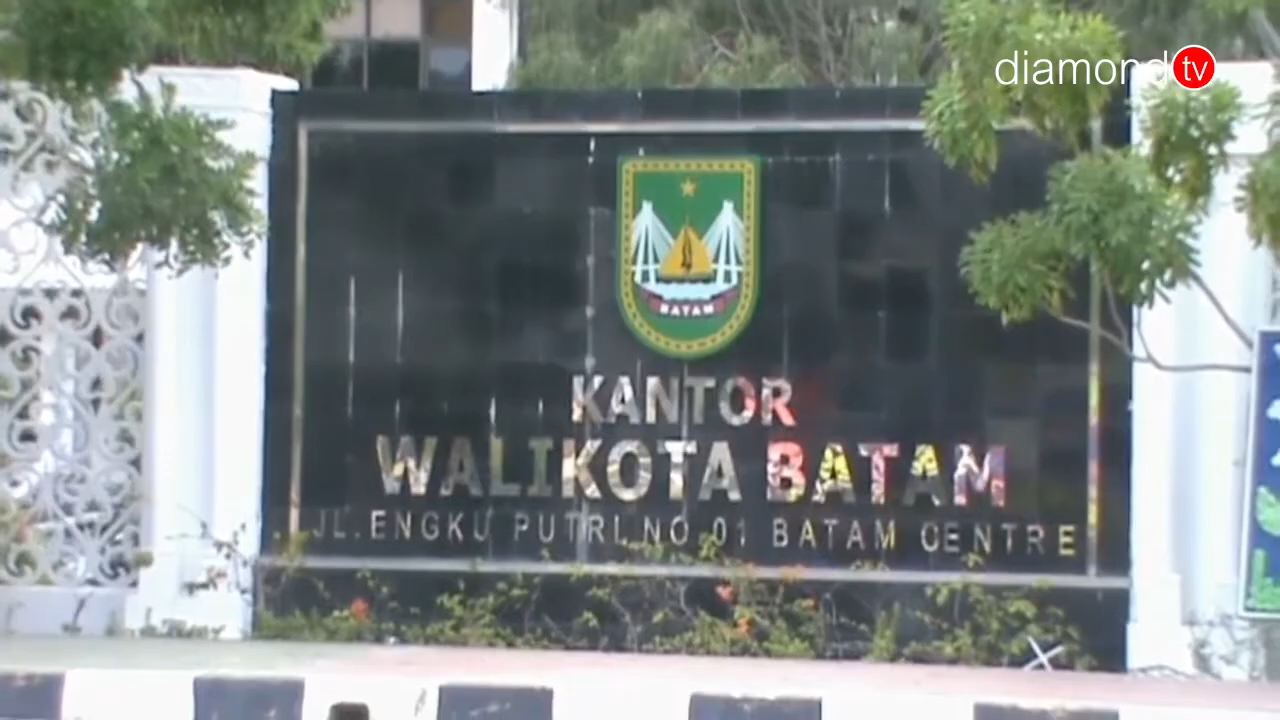 diamond tv
BATAM
KANTOR
WALIKOTA BATAM
JL.ENGKU PUTRI NO 01 BATAM CENTRE